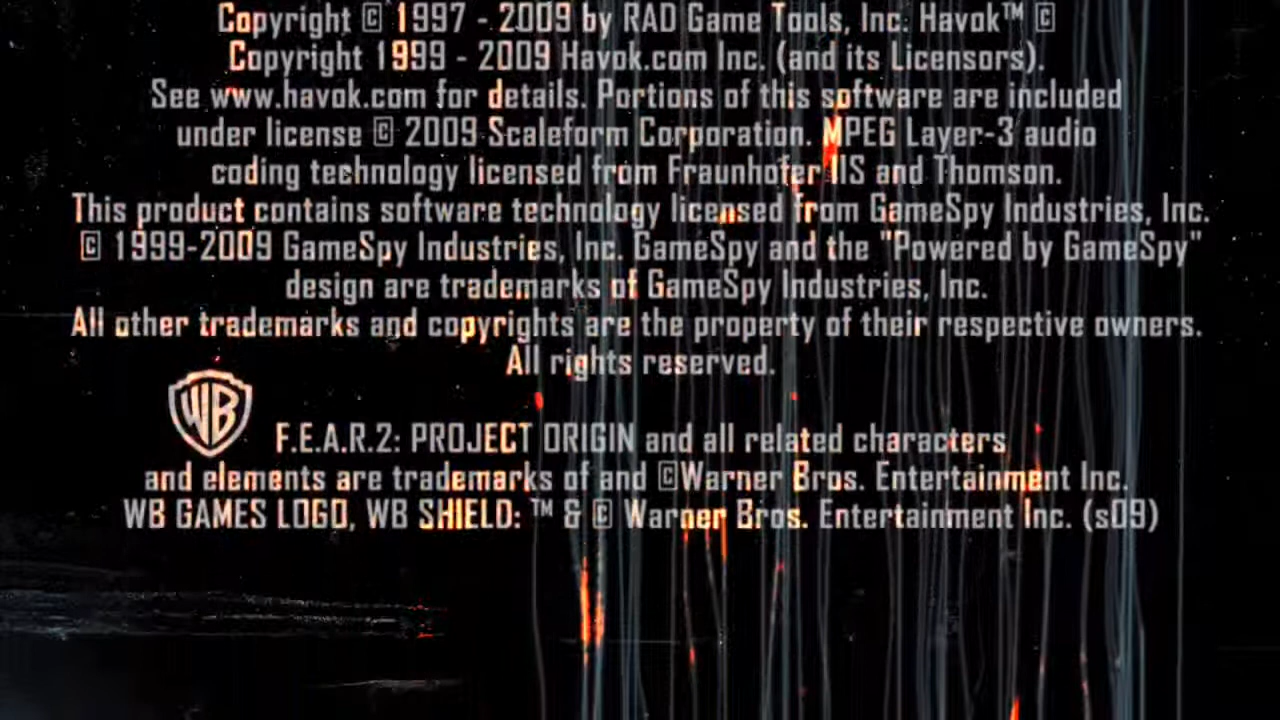 Copyright © 1997 - 2009 by RAD Game Tools, Inc. Havok™ ©
Copyright 1999 - 2009 Havok.com Inc. (and its Licensors).
See www.havok.com for details. Portions of this software are included
under license © 2009 Scaleform Corporation. MPEG Layer-3 audio
coding technology licensed from Fraunhofer IIS and Thomson.
This product contains software technology licensed from GameSpy Industries, Inc.
© 1999-2009 GameSpy Industries, Inc. GameSpy and the "Powered by GameSpy"
design are trademarks of GameSpy Industries, Inc.
All other trademarks and copyrights are the property of their respective owners.
All rights reserved.
WB
F.E.A.R.2: PROJECT ORIGIN and all related characters
and elements are trademarks of and ©Warner Bros. Entertainment Inc.
WB GAMES LOGO, WB SHIELD: ™ & © Warner Bros. Entertainment Inc. (s09)